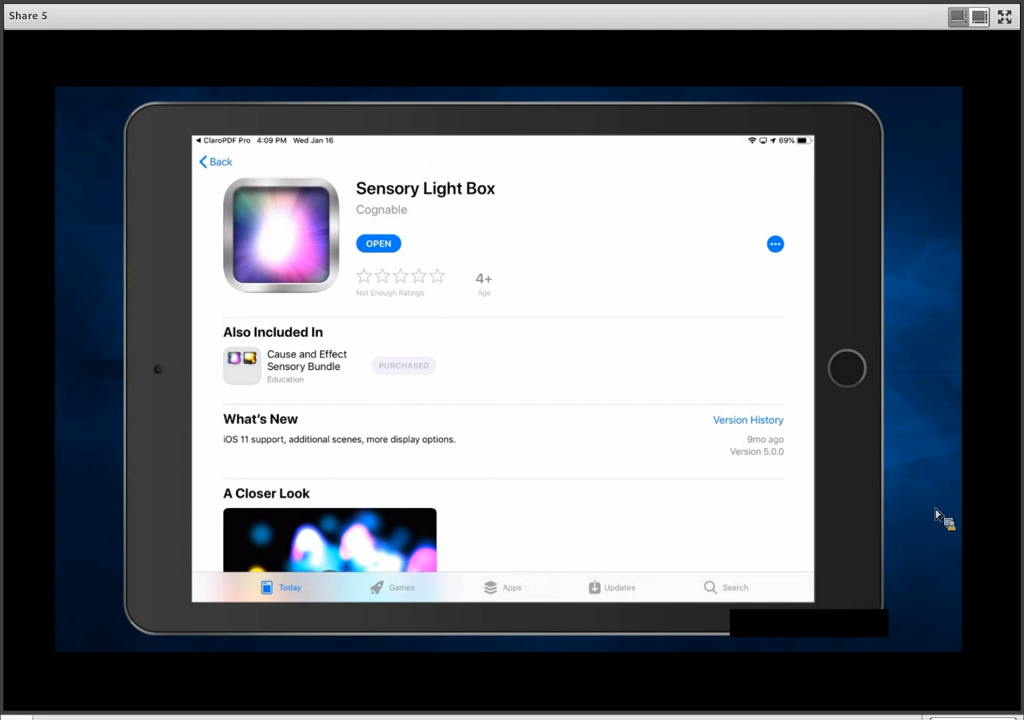 Share 5
ClaroPDF Pro 4:09 PM Wed Jan 16
69%
Back
Sensory Light Box
Cognable
OPEN
4+
Not Enough Ratings
Age
Also Included In
Cause and Effect
Sensory Bundle
PURCHASED
Education
What's New
Version History
iOS 11 support, additional scenes, more display options.
9mo ago
Version 5.0.0
A Closer Look
Today
Games
Apps
Updates
Search